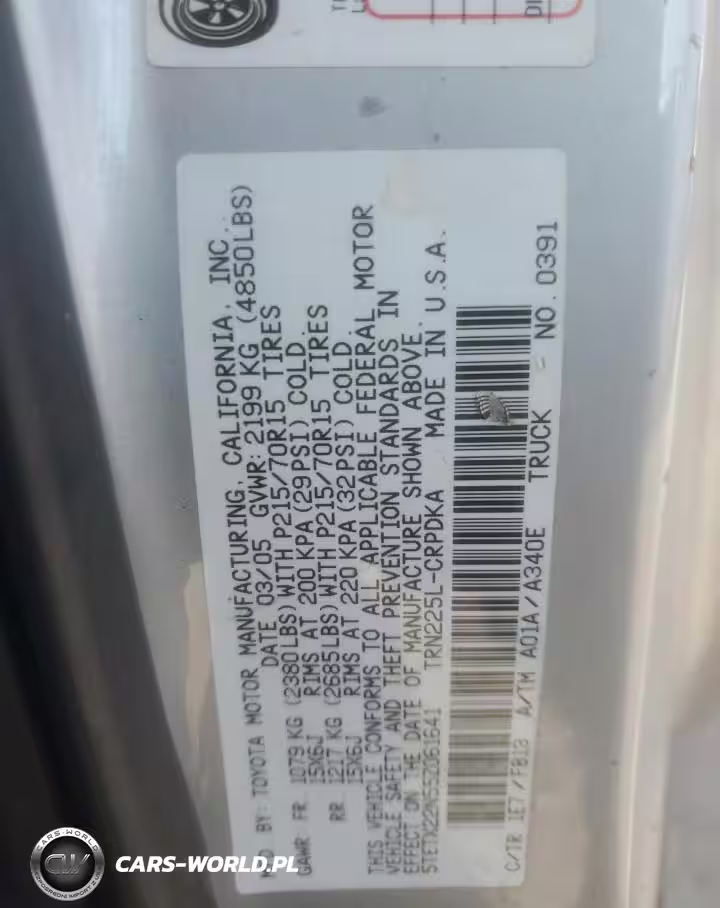 MFD BY: TOYOTA MOTOR MANUFACTURING, CALIFORNIA, INC.
DATE 03/05 GVWR: 2199 KG (4850LBS)
GAWR FR. 1079 KG (2380LBS) WITH P215/70R15 TIRES
15X6J RIMS AT 200 KPA (29PSI) COLD.
RR. 1217 KG (2685LBS) WITH P215/70R15 TIRES
15X6J RIMS AT 220 KPA (32PSI) COLD.
THIS VEHICLE CONFORMS TO ALL APPLICABLE FEDERAL MOTOR
VEHICLE SAFETY AND THEFT PREVENTION STANDARDS IN
EFFECT ON THE DATE OF MANUFACTURE SHOWN ABOVE.
5TETX22N55Z061641 TRN225L-CRPDKA MADE IN U.S.A.
C/TR 1E7/FB13 A/TM A01A/A340E TRUCK NO. 0391
CARS-WORLD.PL
CARS-WORLD
CW